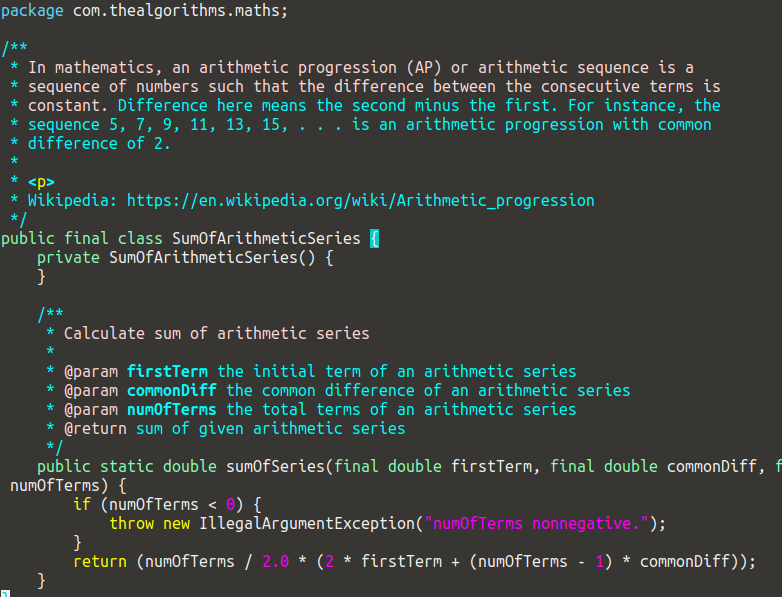 package com.thealgorithms.maths;

/**
 * In mathematics, an arithmetic progression (AP) or arithmetic sequence is a
 * sequence of numbers such that the difference between the consecutive terms is
 * constant. Difference here means the second minus the first. For instance, the
 * sequence 5, 7, 9, 11, 13, 15, . . . is an arithmetic progression with common
 * difference of 2.
 *
 * <p>
 * Wikipedia: https://en.wikipedia.org/wiki/Arithmetic_progression
 */
public final class SumOfArithmeticSeries {
    private SumOfArithmeticSeries() {
    }

    /**
     * Calculate sum of arithmetic series
     *
     * @param firstTerm the initial term of an arithmetic series
     * @param commonDiff the common difference of an arithmetic series
     * @param numOfTerms the total terms of an arithmetic series
     * @return sum of given arithmetic series
     */
    public static double sumOfSeries(final double firstTerm, final double commonDiff, f
 numOfTerms) {
        if (numOfTerms < 0) {
            throw new IllegalArgumentException("numOfTerms nonnegative.");
        }
        return (numOfTerms / 2.0 * (2 * firstTerm + (numOfTerms - 1) * commonDiff));
    }
}